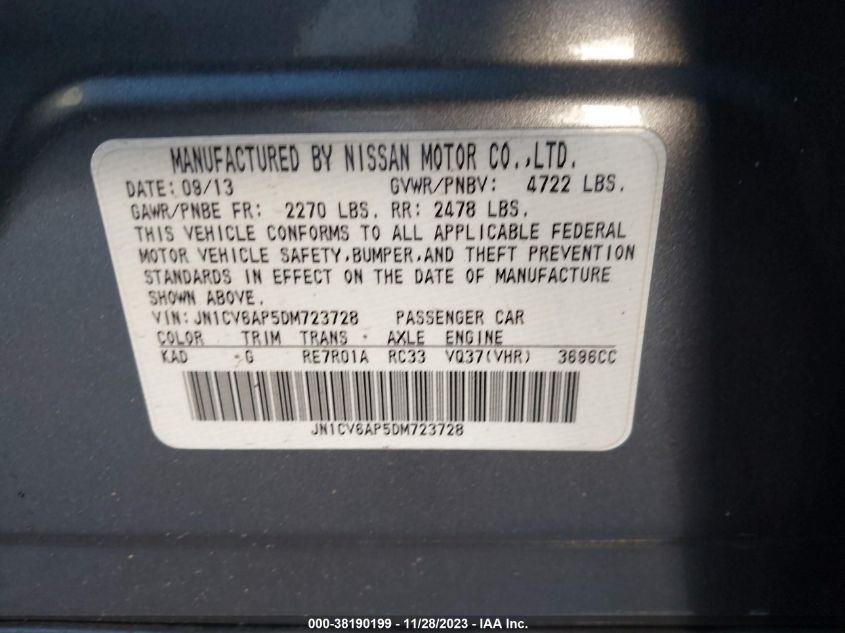 MANUFACTURED BY NISSAN MOTOR CO.,LTD.
DATE: 09/13 GVWR/PNBV: 4722 LBS.
GAWR/PNBE FR: 2270 LBS. RR: 2478 LBS.
THIS VEHICLE CONFORMS TO ALL APPLICABLE FEDERAL
MOTOR VEHICLE SAFETY,BUMPER,AND THEFT PREVENTION
STANDARDS IN EFFECT ON THE DATE OF MANUFACTURE
SHOWN ABOVE.
VIN:JN1CV6AP5DM723728 PASSENGER CAR
COLOR TRIM TRANS AXLE ENGINE
KAD G RE7R01A RC33 VQ37(VHR) 3696CC
JN1CV6AP5DM723728
000-38190199 - 11/28/2023 - IAA Inc.